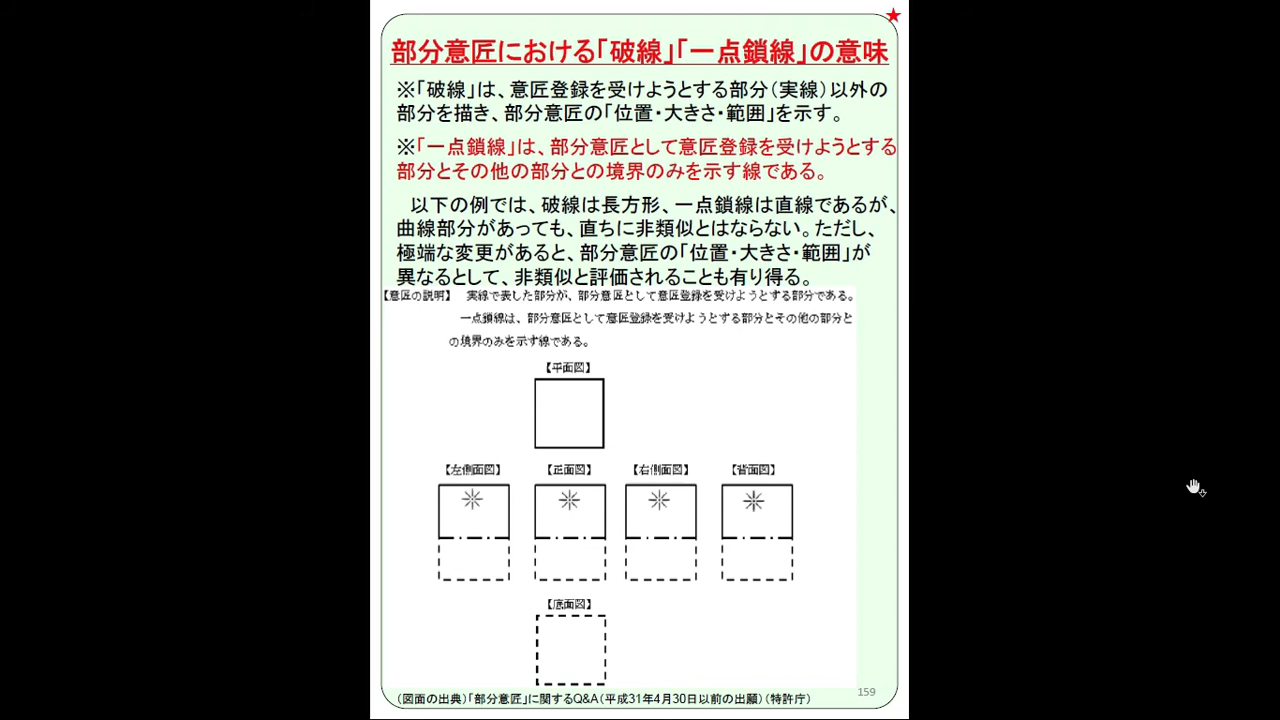 部分意匠における「破線」「一点鎖線」の意味
※「破線」は、意匠登録を受けようとする部分（実線）以外の
部分を描き、部分意匠の「位置・大きさ・範囲」を示す。
※「一点鎖線」は、部分意匠として意匠登録を受けようとする
部分とその他の部分との境界のみを示す線である。
以下の例では、破線は長方形、一点鎖線は直線であるが、
曲線部分があっても、直ちに非類似とはならない。ただし、
極端な変更があると、部分意匠の「位置・大きさ・範囲」が
異なるとして、非類似と評価されることも有り得る。
【意匠の説明】　実線で表した部分が、部分意匠として意匠登録を受けようとする部分である。
一点鎖線は、部分意匠として意匠登録を受けようとする部分とその他の部分と
の境界のみを示す線である。
【平面図】
【左側面図】　【正面図】　【右側面図】　【背面図】
【底面図】
159
（図面の出典）「部分意匠」に関するQ&A（平成31年4月30日以前の出願）（特許庁）